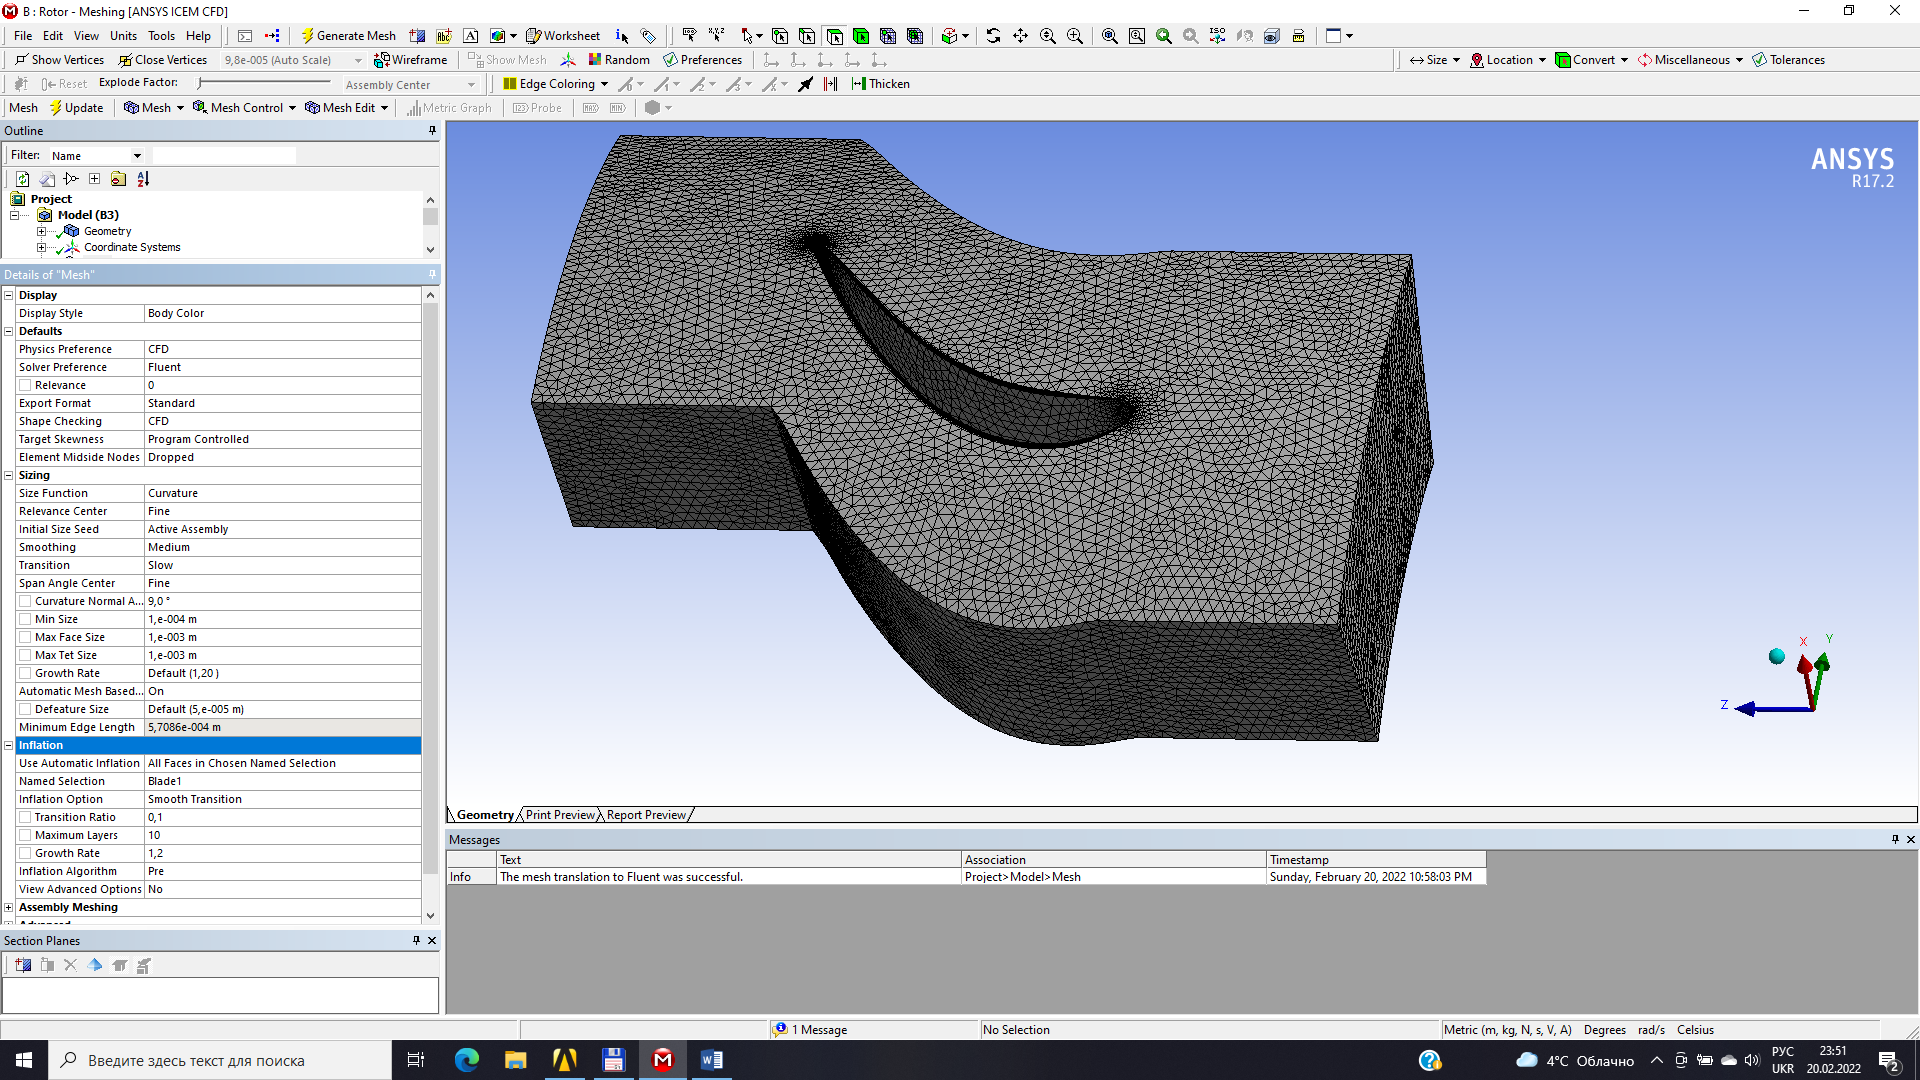 B : Rotor - Meshing [ANSYS ICEM CFD]
File Edit View Units Tools Help Generate Mesh Worksheet
Show Vertices Close Vertices 9,8e-005 (Auto Scale) Wireframe Show Mesh Random Preferences Size Location Convert Miscellaneous Tolerances
Reset Explode Factor: Assembly Center Edge Coloring Thicken
Mesh Update Mesh Mesh Control Mesh Edit Metric Graph Probe
Outline
Filter: Name
Project
Model (B3)
Geometry
Coordinate Systems
Details of "Mesh"
Display
Display Style Body Color
Defaults
Physics Preference CFD
Solver Preference Fluent
Relevance 0
Export Format Standard
Shape Checking CFD
Target Skewness Program Controlled
Element Midside Nodes Dropped
Sizing
Size Function Curvature
Relevance Center Fine
Initial Size Seed Active Assembly
Smoothing Medium
Transition Slow
Span Angle Center Fine
Curvature Normal A... 9,0 °
Min Size 1,e-004 m
Max Face Size 1,e-003 m
Max Tet Size 1,e-003 m
Growth Rate Default (1,20 )
Automatic Mesh Based... On
Defeature Size Default (5,e-005 m)
Minimum Edge Length 5,7086e-004 m
Inflation
Use Automatic Inflation All Faces in Chosen Named Selection
Named Selection Blade1
Inflation Option Smooth Transition
Transition Ratio 0,1
Maximum Layers 10
Growth Rate 1,2
Inflation Algorithm Pre
View Advanced Options No
Assembly Meshing
Advanced
Section Planes
ANSYS
R17.2
X Y
Z
Geometry Print Preview Report Preview
Messages
Text Association Timestamp
Info The mesh translation to Fluent was successful. Project>Model>Mesh Sunday, February 20, 2022 10:58:03 PM
1 Message No Selection Metric (m, kg, N, s, V, A) Degrees rad/s Celsius
Введите здесь текст для поиска
4°C Облачно
РУС
UKR
23:51
20.02.2022
2